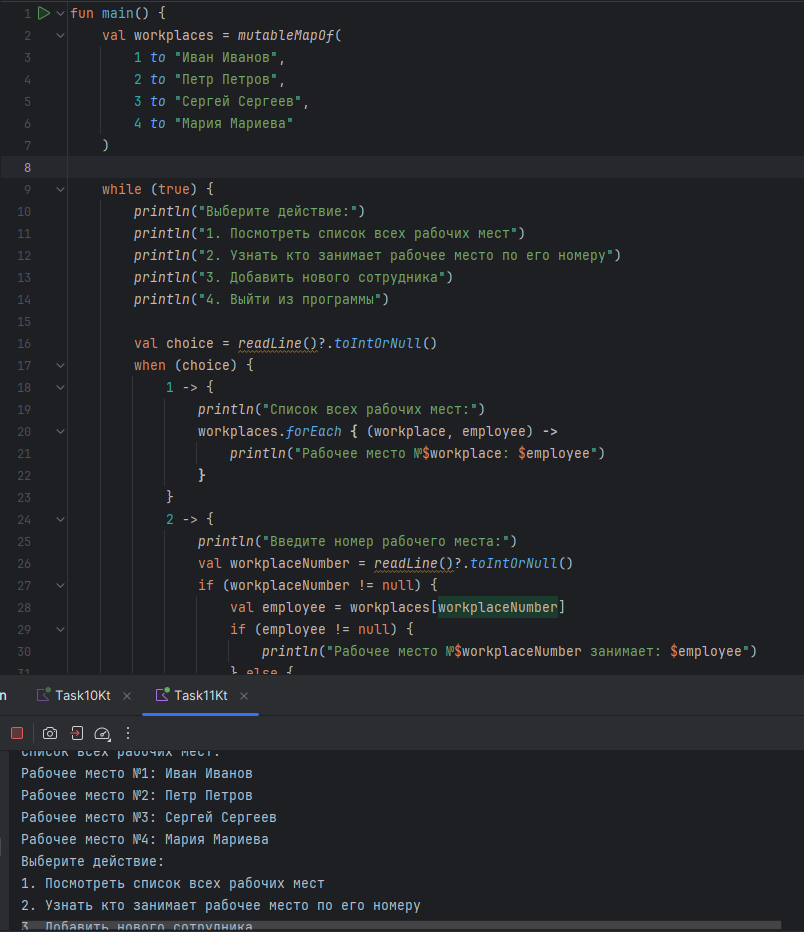 1 fun main() {
2 val workplaces = mutableMapOf(
3 1 to "Иван Иванов",
4 2 to "Петр Петров",
5 3 to "Сергей Сергеев",
6 4 to "Мария Мариева"
7 )
8
9 while (true) {
10 println("Выберите действие:")
11 println("1. Посмотреть список всех рабочих мест")
12 println("2. Узнать кто занимает рабочее место по его номеру")
13 println("3. Добавить нового сотрудника")
14 println("4. Выйти из программы")
15
16 val choice = readLine()?.toIntOrNull()
17 when (choice) {
18 1 -> {
19 println("Список всех рабочих мест:")
20 workplaces.forEach { (workplace, employee) ->
21 println("Рабочее место №$workplace: $employee")
22 }
23 }
24 2 -> {
25 println("Введите номер рабочего места:")
26 val workplaceNumber = readLine()?.toIntOrNull()
27 if (workplaceNumber != null) {
28 val employee = workplaces[workplaceNumber]
29 if (employee != null) {
30 println("Рабочее место №$workplaceNumber занимает: $employee")
31 } else {
n Task10Kt × Task11Kt ×
Список всех рабочих мест:
Рабочее место №1: Иван Иванов
Рабочее место №2: Петр Петров
Рабочее место №3: Сергей Сергеев
Рабочее место №4: Мария Мариева
Выберите действие:
1. Посмотреть список всех рабочих мест
2. Узнать кто занимает рабочее место по его номеру
3. Добавить нового сотрудника